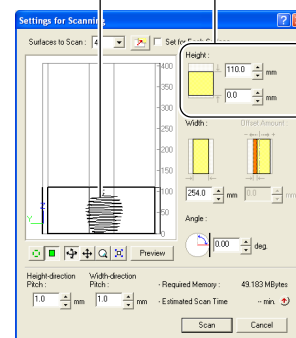 Settings for Scanning
Surfaces to Scan : 4
Set for Each Surface
Height :
110.0 mm
0.0 mm
400
350
300
250
200
150
100
50
0
Z
Y
Width :
Offset Amount :
254.0 mm
0.0 mm
Angle :
0.00 deg.
Preview
Height-direction Pitch :
1.0 mm
Width-direction Pitch :
1.0 mm
- Required Memory : 49.183 MBytes
- Estimated Scan Time -- min.
Scan
Cancel